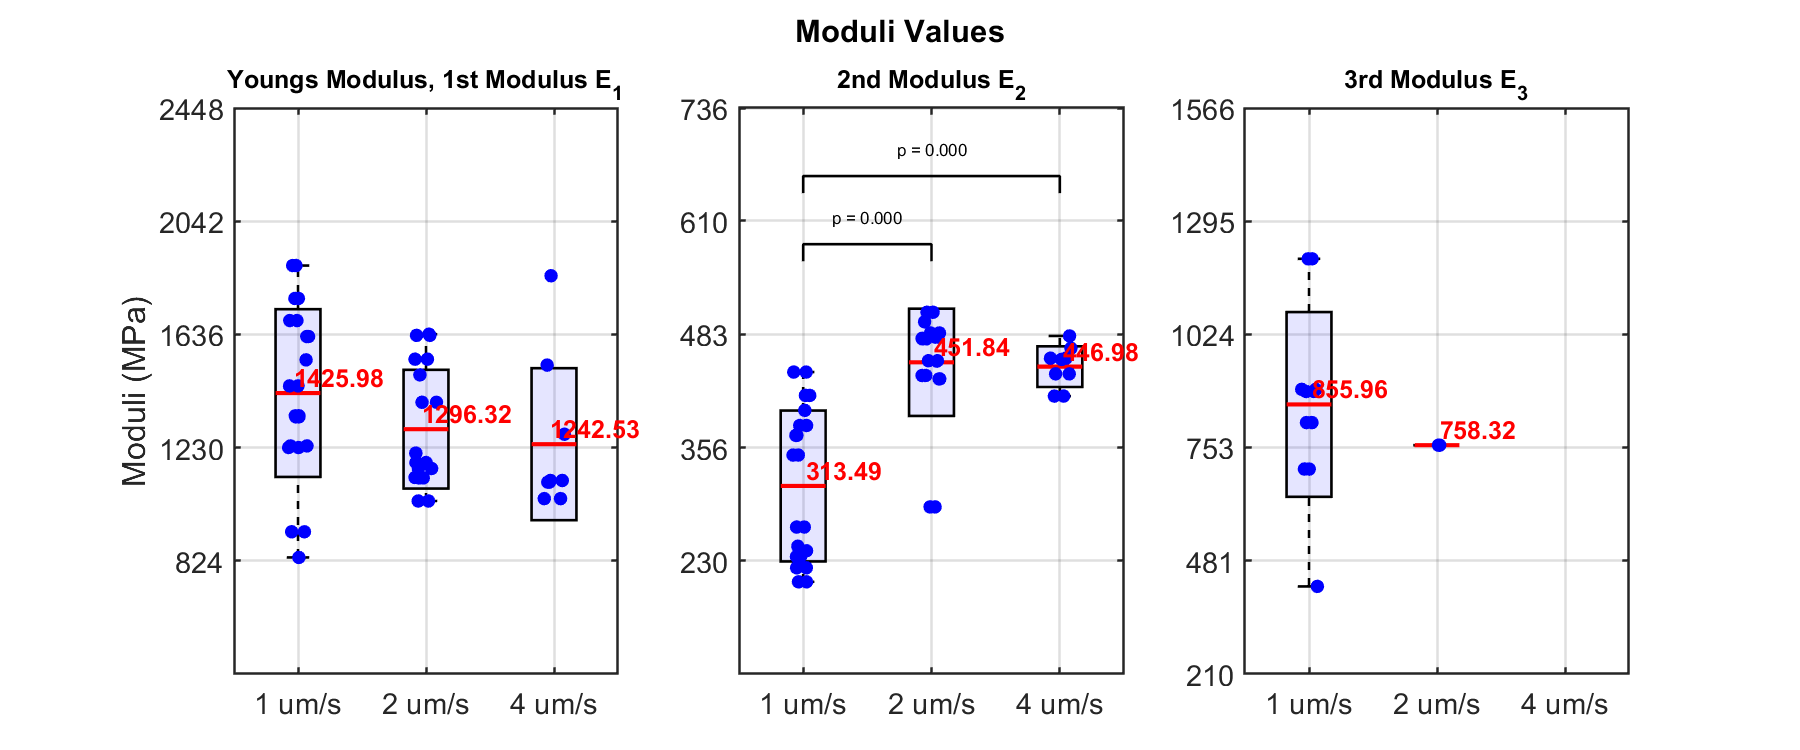 Moduli Values
Youngs Modulus, 1st Modulus E1
Moduli (MPa)
2448
2042
1636
1230
824
1425.98
1296.32
1242.53
1 um/s
2 um/s
4 um/s
2nd Modulus E2
736
610
483
356
230
p = 0.000
p = 0.000
313.49
451.84
446.98
1 um/s
2 um/s
4 um/s
3rd Modulus E3
1566
1295
1024
753
481
210
855.96
758.32
1 um/s
2 um/s
4 um/s